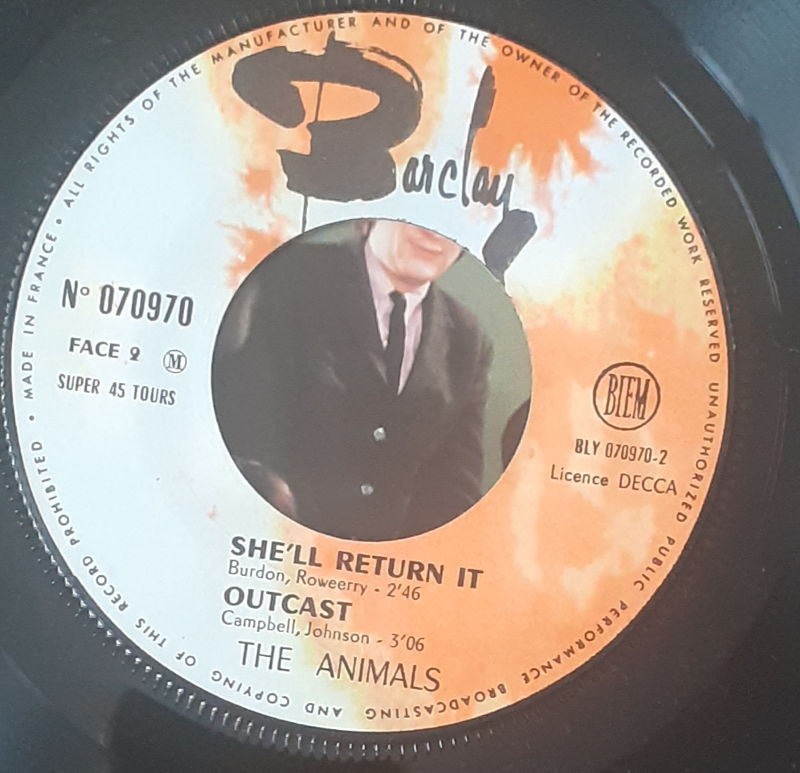 MADE IN FRANCE • ALL RIGHTS OF THE MANUFACTURER AND OF THE OWNER OF THE RECORDED WORK RESERVED UNAUTHORIZED PUBLIC PERFORMANCE BROADCASTING AND COPYING OF THIS RECORD PROHIBITED •
Barclay
Nº 070970
FACE 2 M
SUPER 45 TOURS
BIEM
BLY 070970-2
Licence DECCA
SHE'LL RETURN IT
Burdon, Roweerry - 2'46
OUTCAST
Campbell, Johnson - 3'06
THE ANIMALS